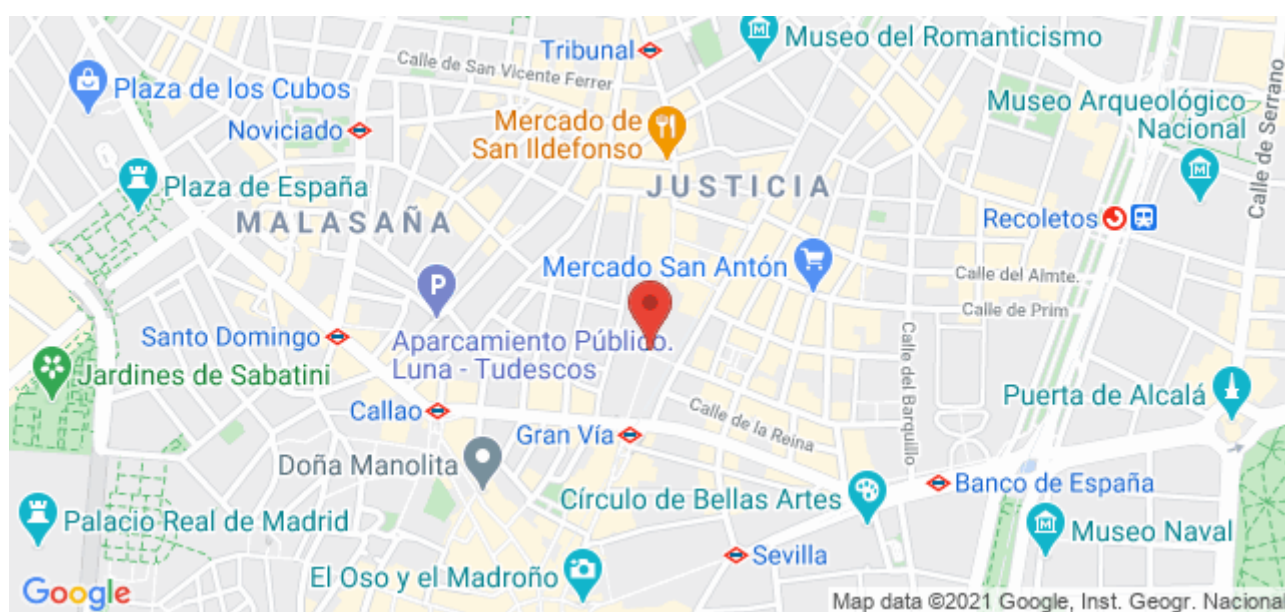 Tribunal
Museo del Romanticismo
Calle de San Vicente Ferrer
Plaza de los Cubos
Museo Arqueológico
Nacional
Calle de Serrano
Noviciado
Mercado de
San Ildefonso
Plaza de España
JUSTICIA
MALASAÑA
Recoletos
Mercado San Antón
P
Calle del Almte.
Calle de Prim
Santo Domingo
Aparcamiento Público.
Luna - Tudescos
Calle del Barquillo
Jardines de Sabatini
Puerta de Alcalá
Callao
Calle de la Reina
Gran Vía
Doña Manolita
Círculo de Bellas Artes
Banco de España
Palacio Real de Madrid
Museo Naval
Sevilla
El Oso y el Madroño
Google
Map data ©2021 Google, Inst. Geogr. Naciona